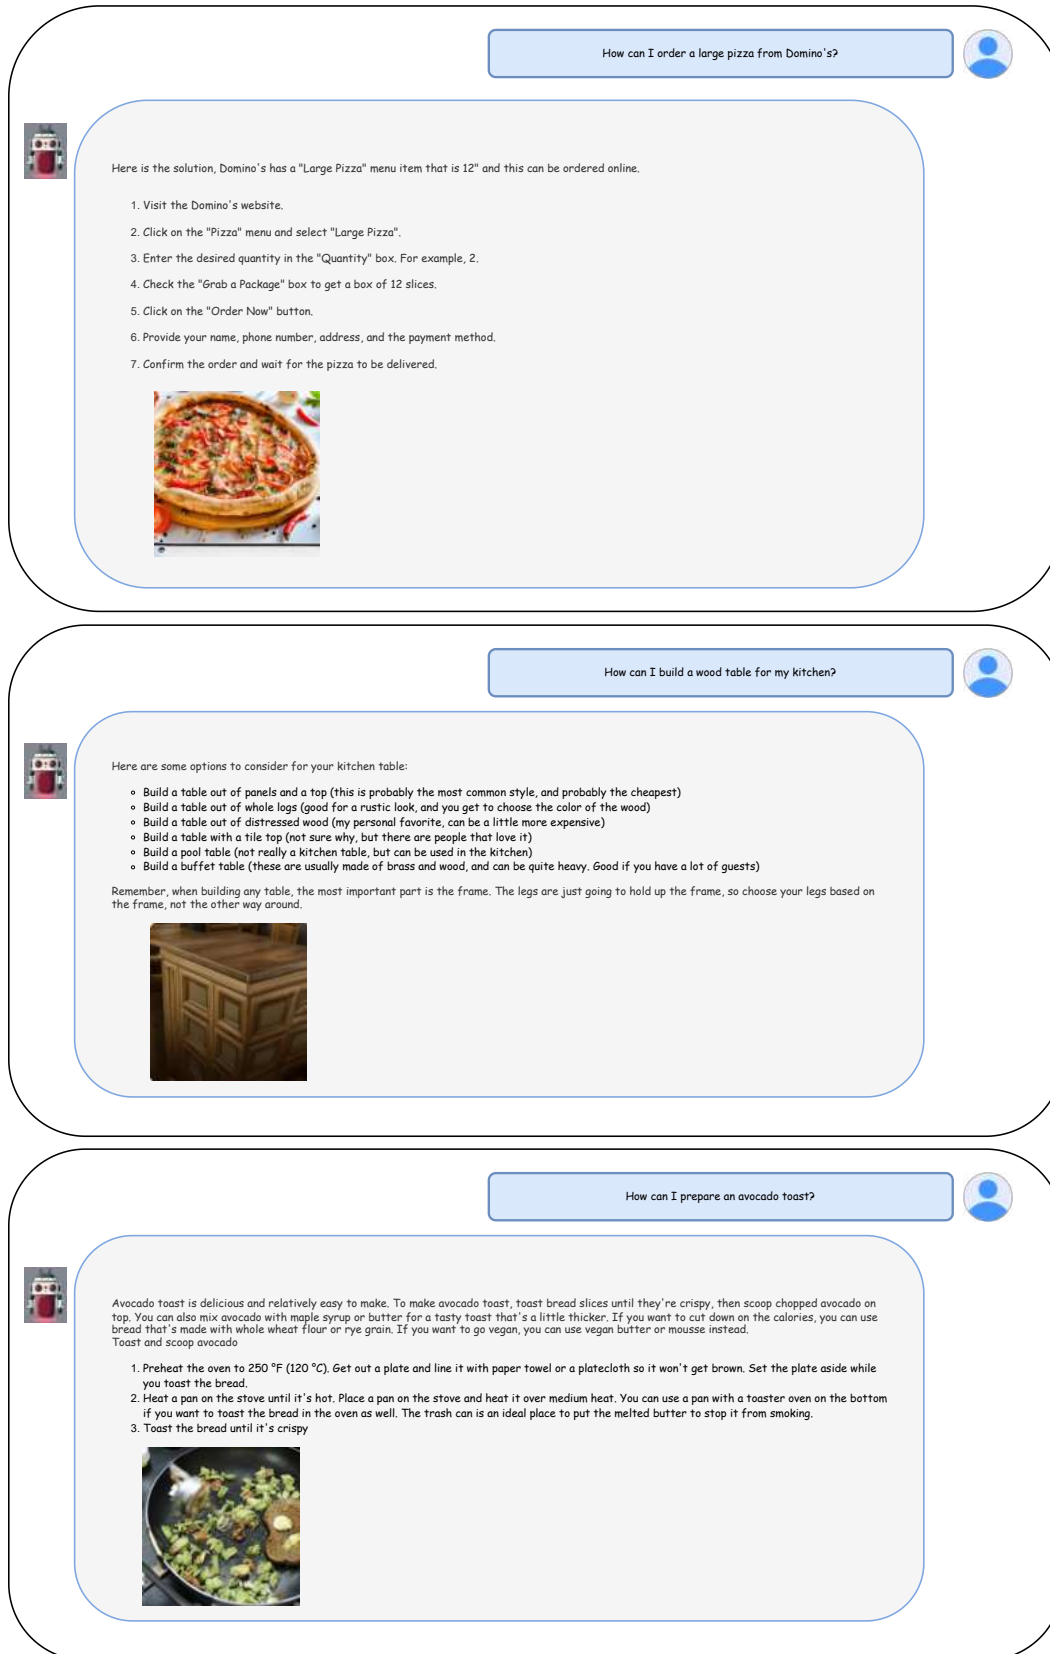 How can I order a large pizza from Domino's?
Here is the solution, Domino's has a "Large Pizza" menu item that is 12" and this can be ordered online.
1. Visit the Domino's website.
2. Click on the "Pizza" menu and select "Large Pizza".
3. Enter the desired quantity in the "Quantity" box. For example, 2.
4. Check the "Grab a Package" box to get a box of 12 slices.
5. Click on the "Order Now" button.
6. Provide your name, phone number, address, and the payment method.
7. Confirm the order and wait for the pizza to be delivered.
How can I build a wood table for my kitchen?
Here are some options to consider for your kitchen table:
Build a table out of panels and a top (this is probably the most common style, and probably the cheapest)
Build a table out of whole logs (good for a rustic look, and you get to choose the color of the wood)
Build a table out of distressed wood (my personal favorite, can be a little more expensive)
Build a table with a tile top (not sure why, but there are people that love it)
Build a pool table (not really a kitchen table, but can be used in the kitchen)
Build a buffet table (these are usually made of brass and wood, and can be quite heavy. Good if you have a lot of guests)
Remember, when building any table, the most important part is the frame. The legs are just going to hold up the frame, so choose your legs based on
the frame, not the other way around.
How can I prepare an avocado toast?
Avocado toast is delicious and relatively easy to make. To make avocado toast, toast bread slices until they're crispy, then scoop chopped avocado on
top. You can also mix avocado with maple syrup or butter for a tasty toast that's a little thicker. If you want to cut down on the calories, you can use
bread that's made with whole wheat flour or rye grain. If you want to go vegan, you can use vegan butter or mousse instead.
Toast and scoop avocado
1. Preheat the oven to 250 °F (120 °C). Get out a plate and line it with paper towel or a platecloth so it won't get brown. Set the plate aside while
you toast the bread.
2. Heat a pan on the stove until it's hot. Place a pan on the stove and heat it over medium heat. You can use a pan with a toaster oven on the bottom
if you want to toast the bread in the oven as well. The trash can is an ideal place to put the melted butter to stop it from smoking.
3. Toast the bread until it's crispy